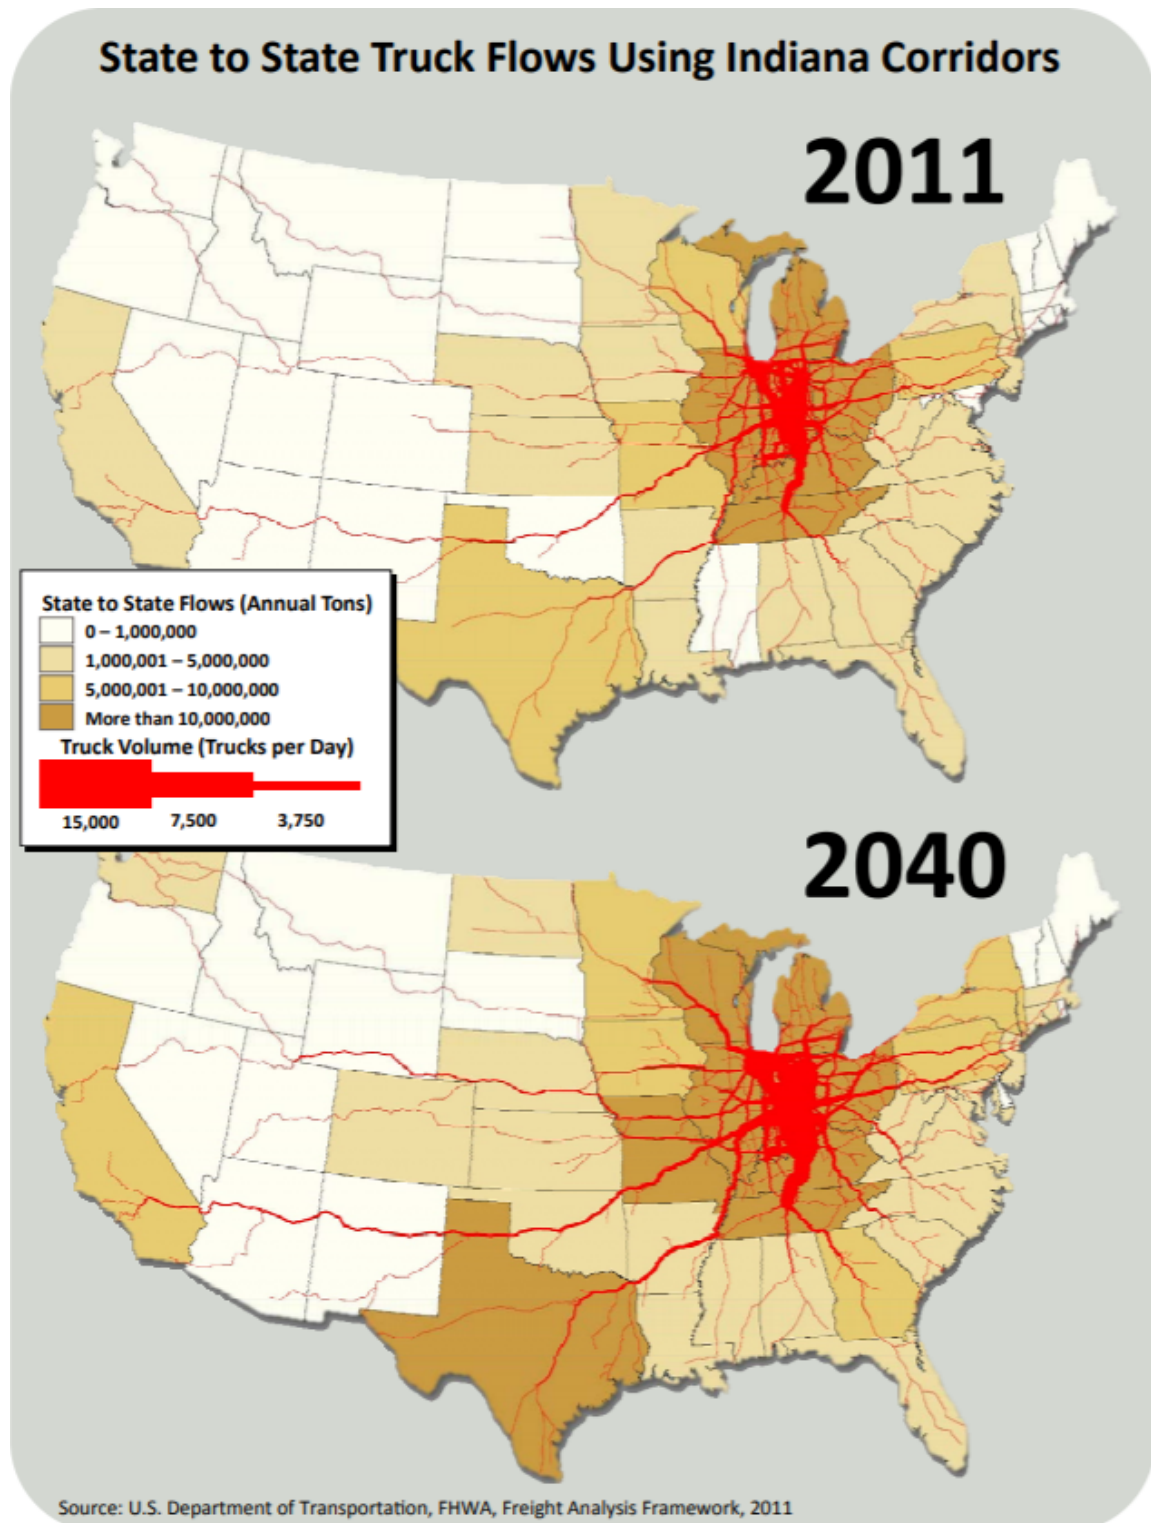 State to State Truck Flows Using Indiana Corridors
2011
State to State Flows (Annual Tons)
0 – 1,000,000
1,000,001 – 5,000,000
5,000,001 – 10,000,000
More than 10,000,000
Truck Volume (Trucks per Day)
15,000 7,500 3,750
2040
Source: U.S. Department of Transportation, FHWA, Freight Analysis Framework, 2011